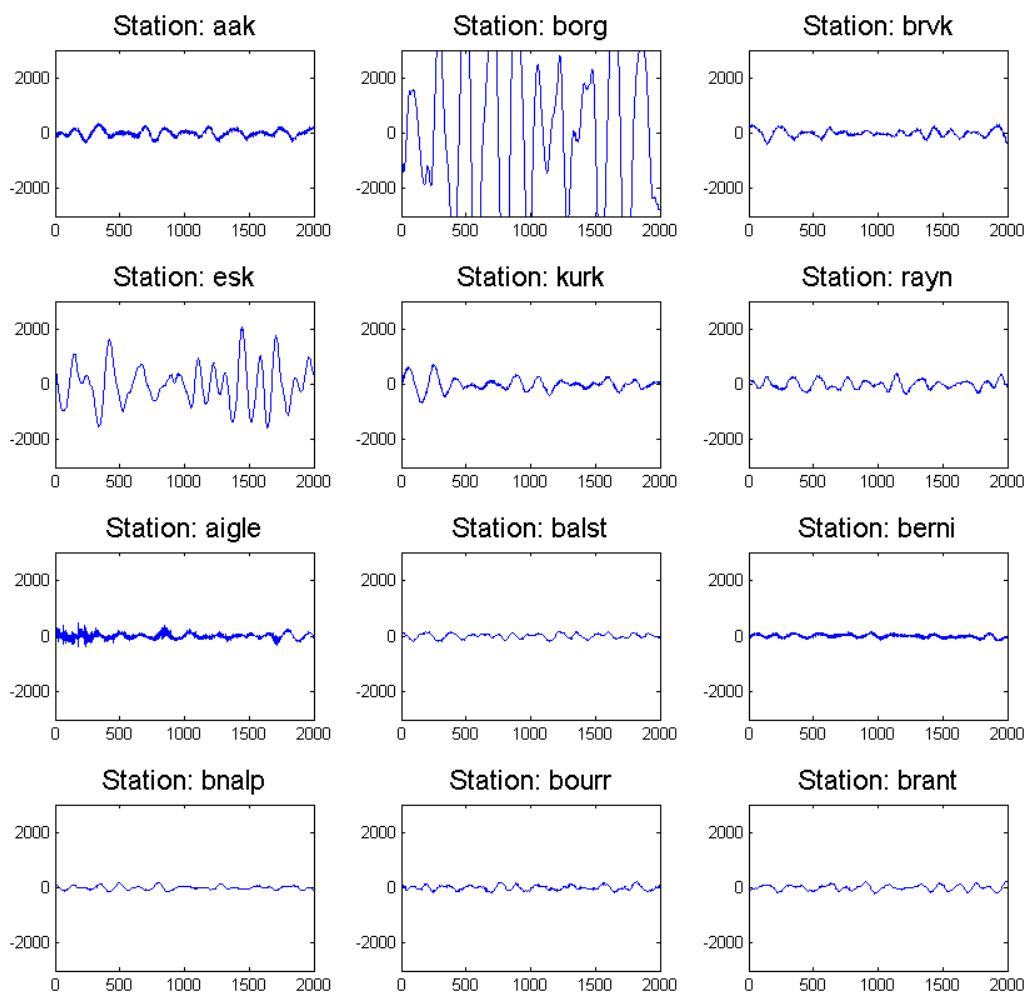 Station: aak Station: borg Station: brvk
2000 2000 2000
0 0 0
-2000 -2000 -2000
0 500 1000 1500 2000 0 500 1000 1500 2000 0 500 1000 1500 2000
Station: esk Station: kurk Station: rayn
2000 2000 2000
0 0 0
-2000 -2000 -2000
0 500 1000 1500 2000 0 500 1000 1500 2000 0 500 1000 1500 2000
Station: aigle Station: balst Station: berni
2000 2000 2000
0 0 0
-2000 -2000 -2000
0 500 1000 1500 2000 0 500 1000 1500 2000 0 500 1000 1500 2000
Station: bnalp Station: bourr Station: brant
2000 2000 2000
0 0 0
-2000 -2000 -2000
0 500 1000 1500 2000 0 500 1000 1500 2000 0 500 1000 1500 2000